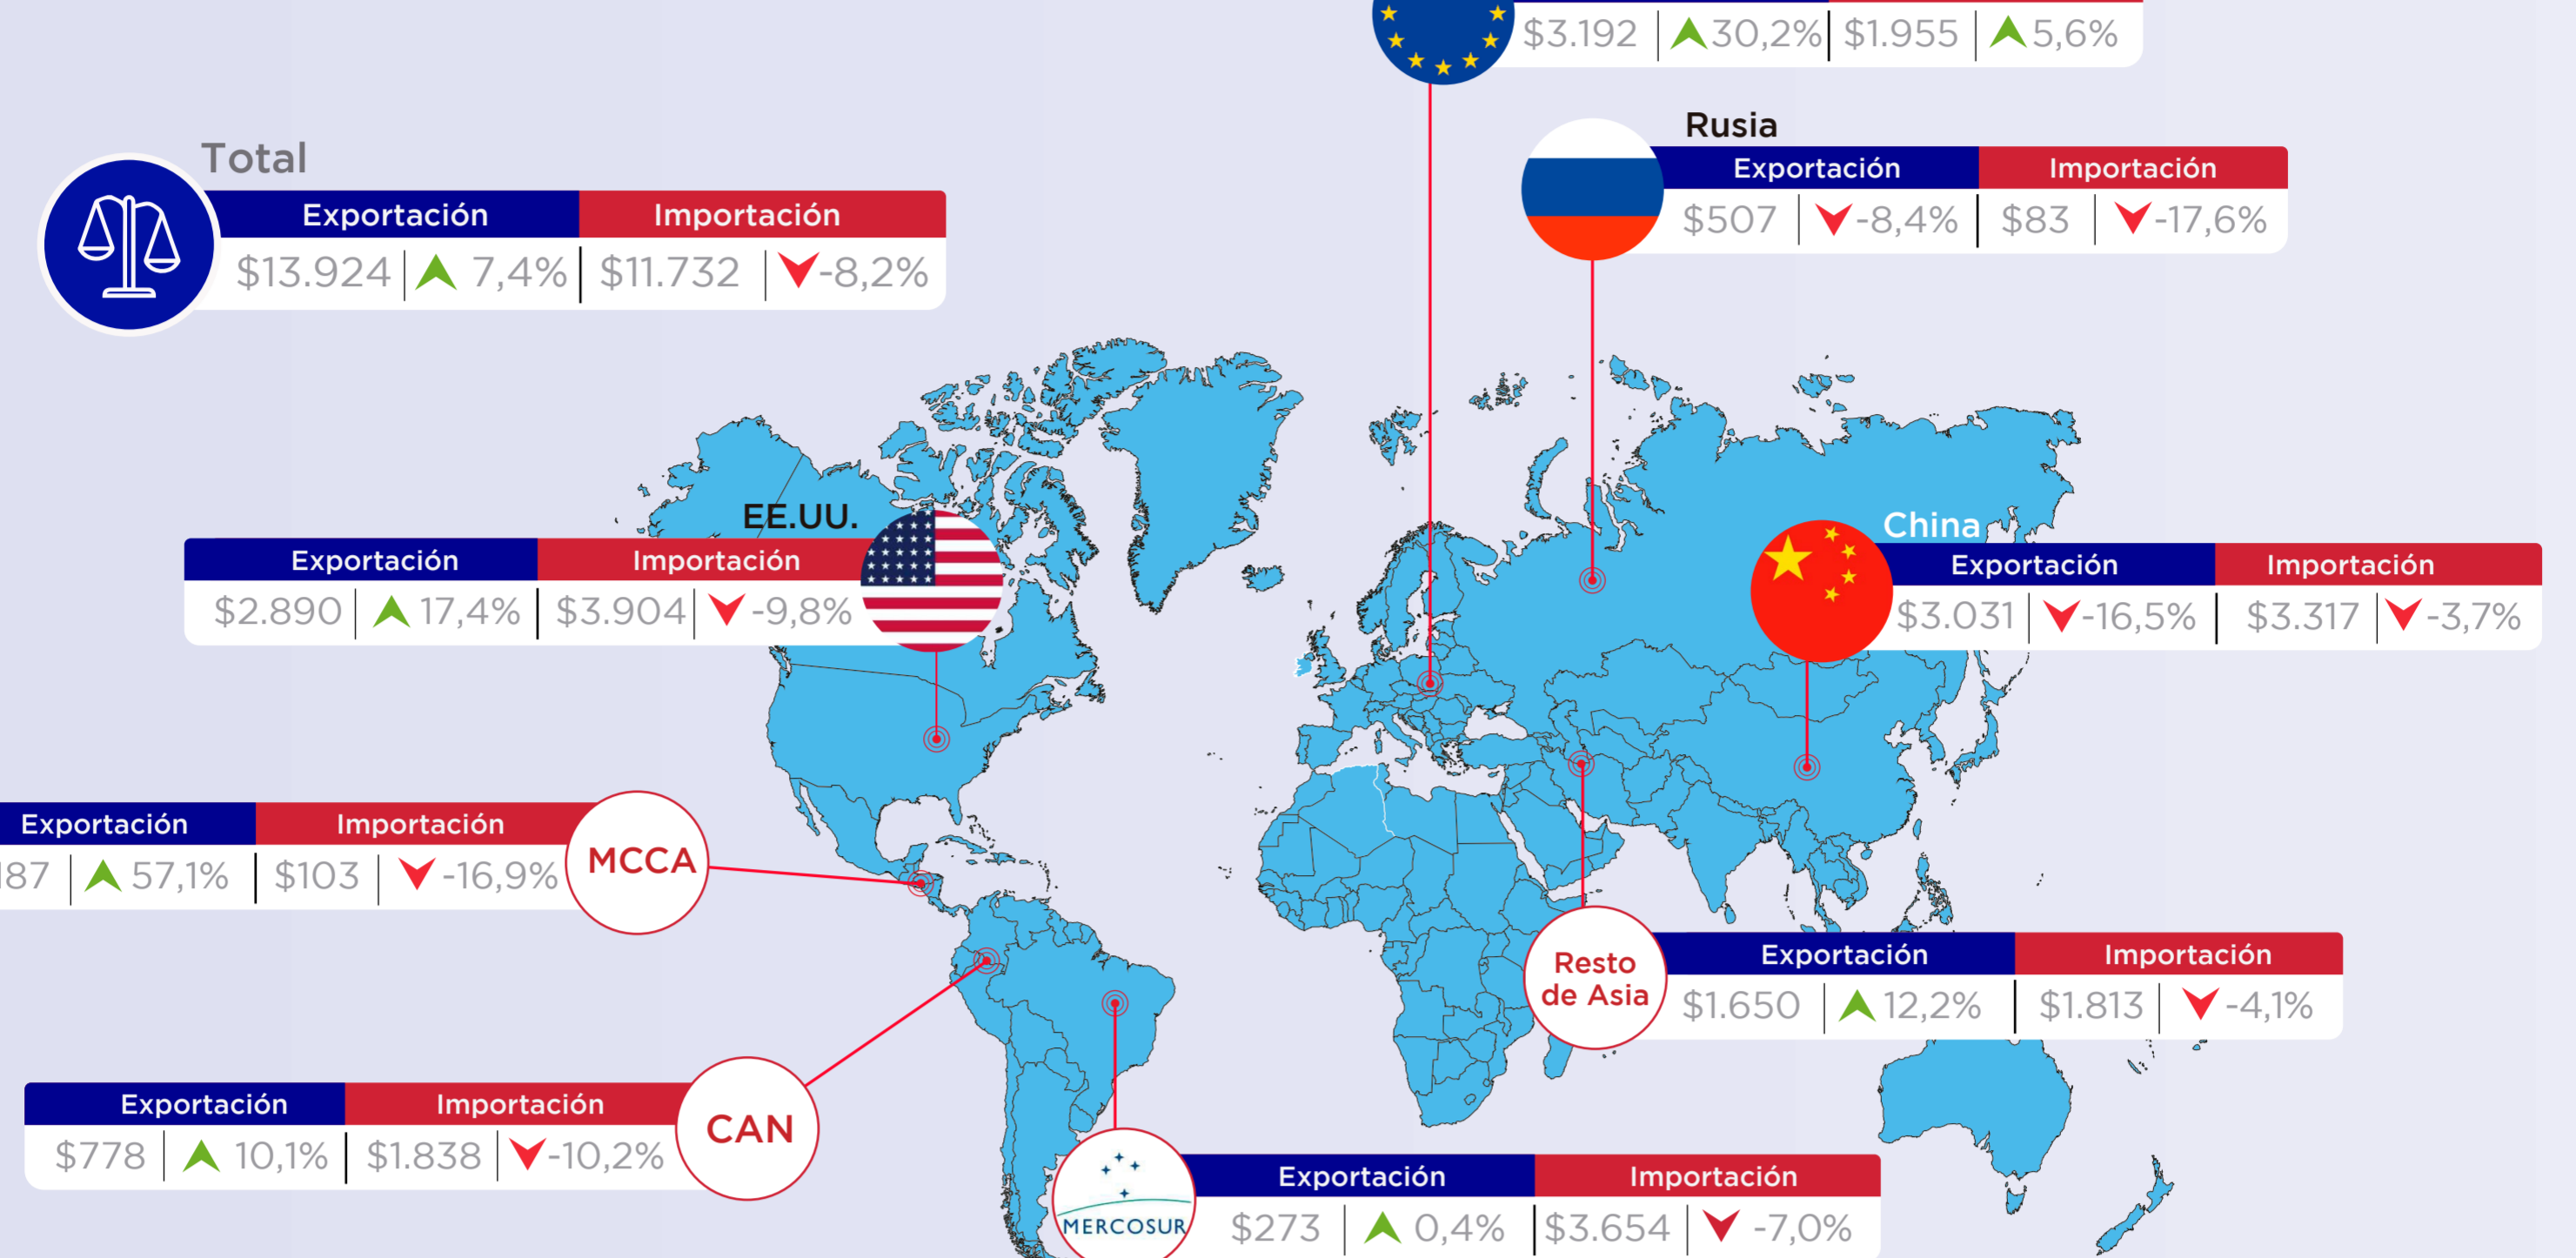 $3.192 30,2% $1.955 5,6%
Rusia
Exportación Importación
$507 -8,4% $83 -17,6%
Total
Exportación Importación
$13.924 7,4% $11.732 -8,2%
EE.UU.
Exportación Importación
$2.890 17,4% $3.904 -9,8%
China
Exportación Importación
$3.031 -16,5% $3.317 -3,7%
Exportación Importación
87 57,1% $103 -16,9%
MCCA
Resto
de Asia
Exportación Importación
$1.650 12,2% $1.813 -4,1%
Exportación Importación
$778 10,1% $1.838 -10,2%
CAN
MERCOSUR
Exportación Importación
$273 0,4% $3.654 -7,0%